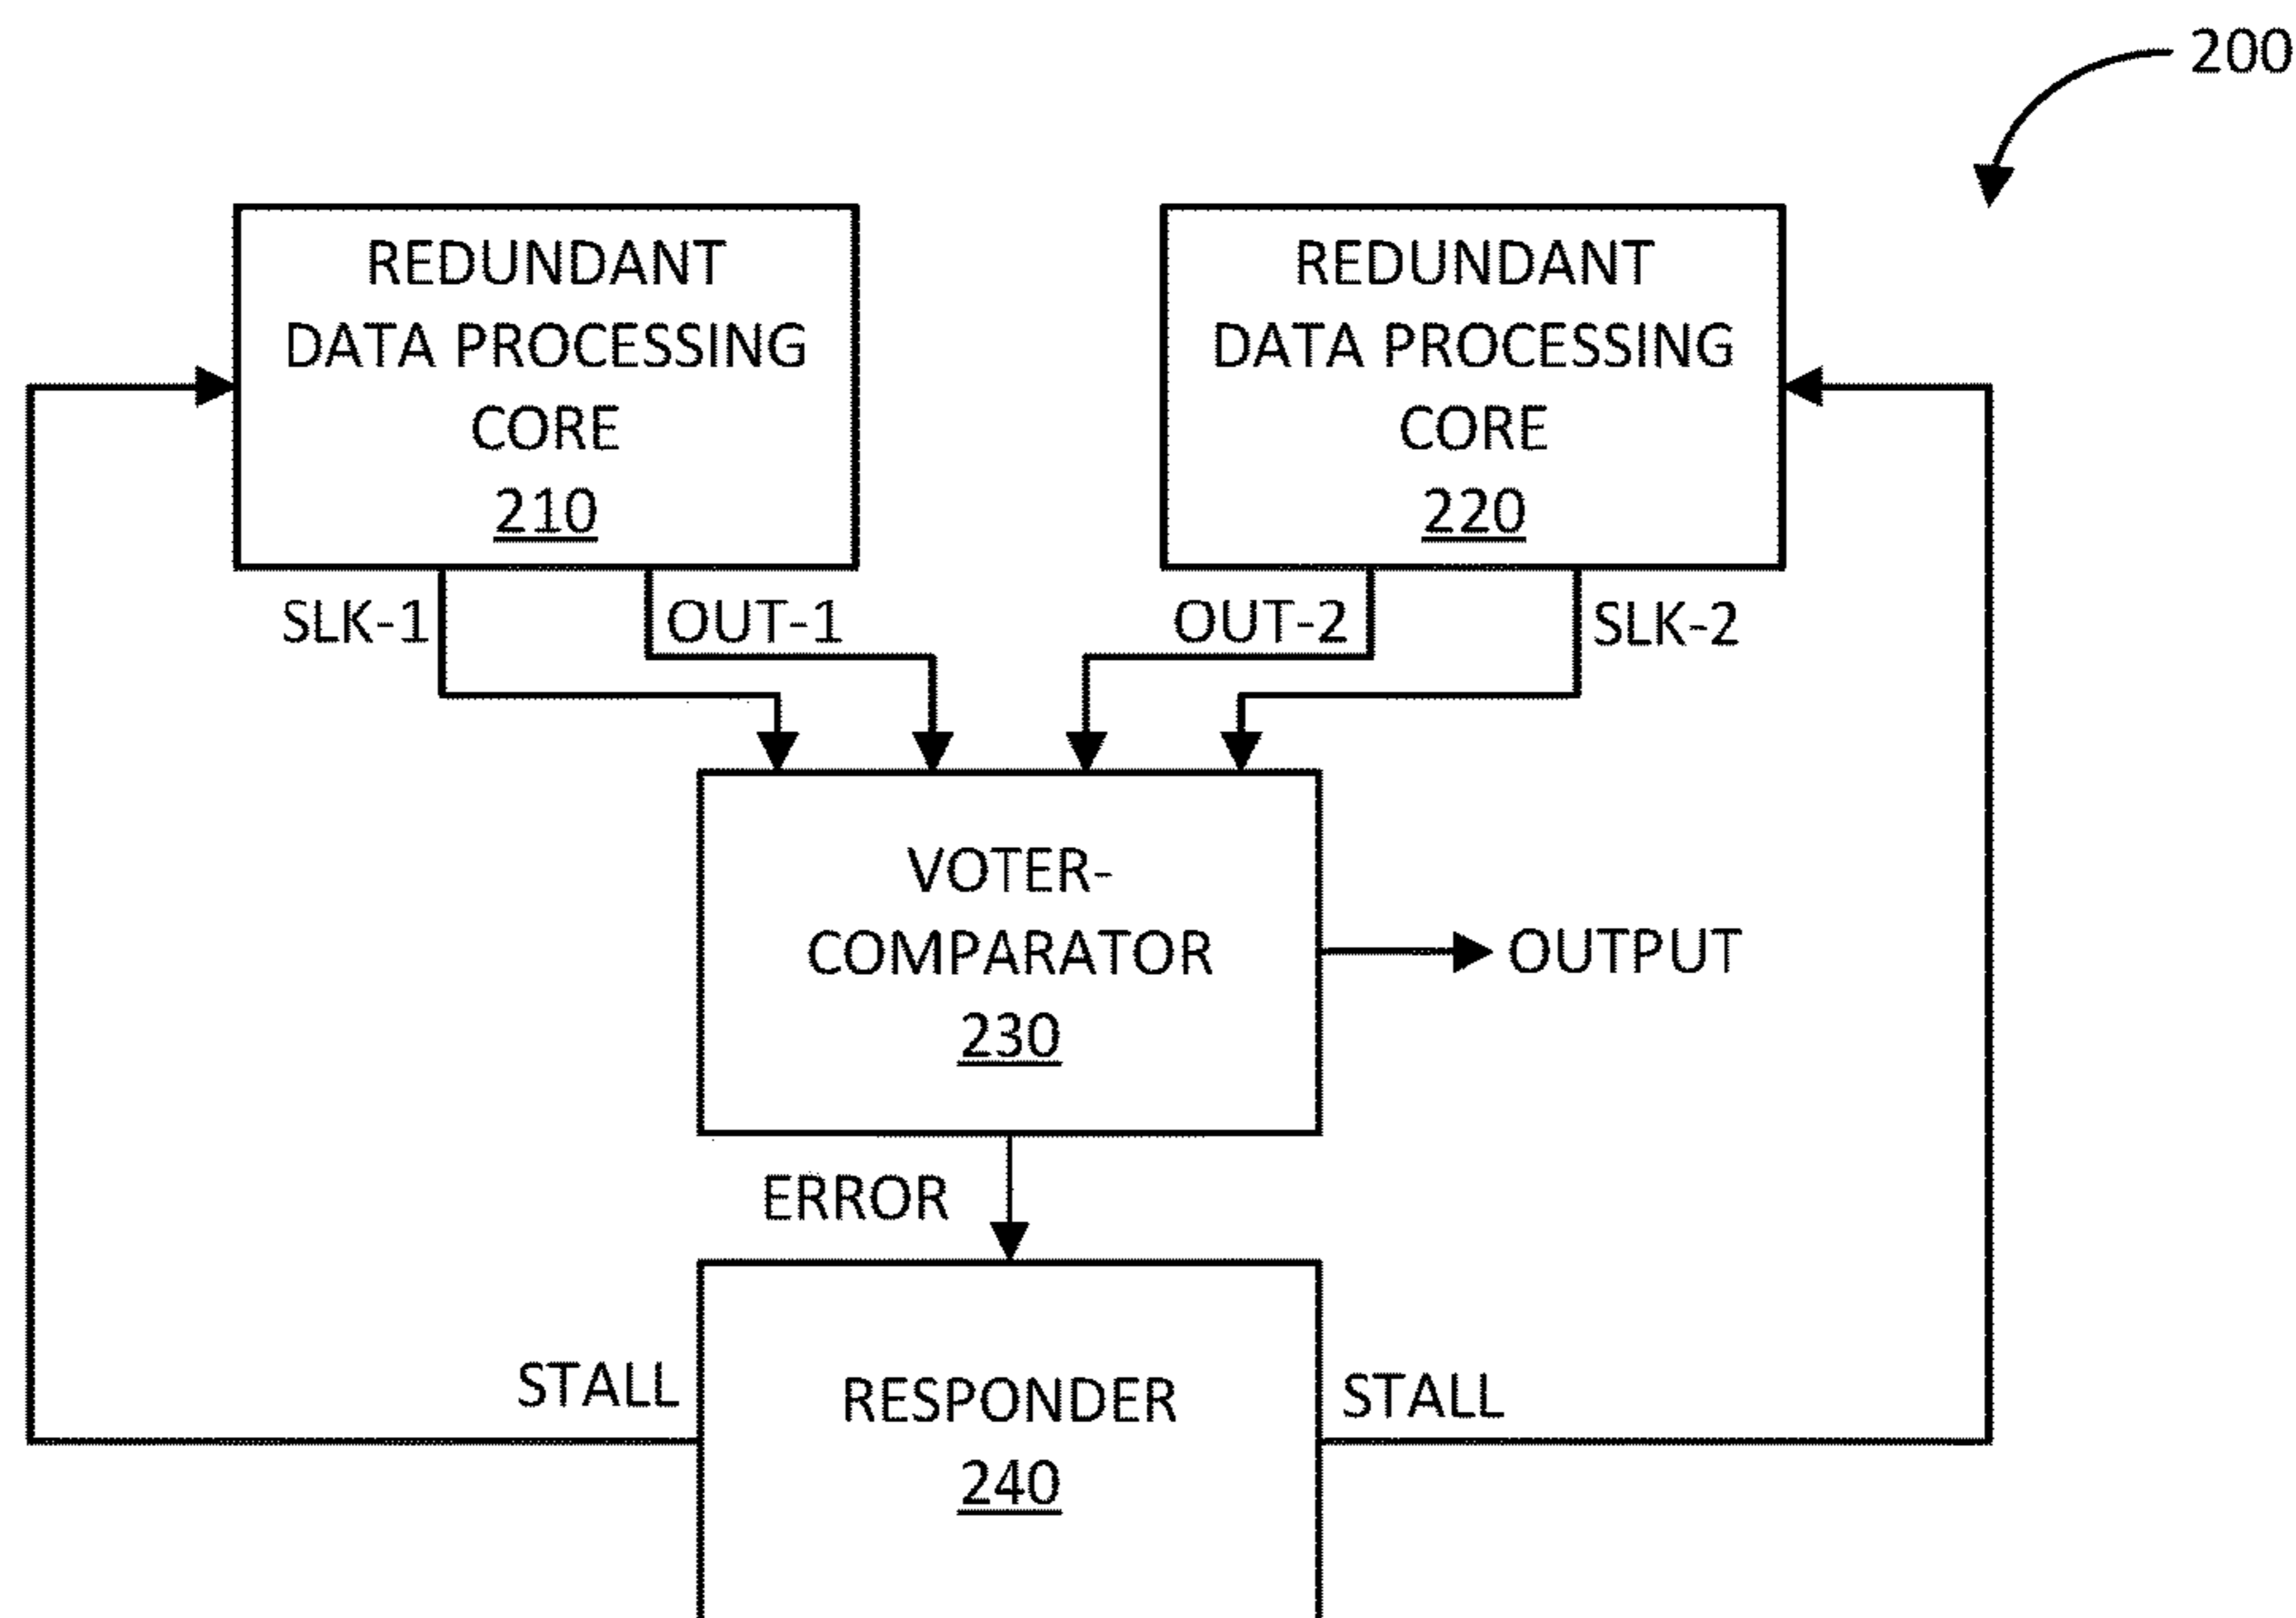 200
REDUNDANT
DATA PROCESSING
CORE
210
REDUNDANT
DATA PROCESSING
CORE
220
SLK-1
OUT-1
OUT-2
SLK-2
VOTER-
COMPARATOR
230
OUTPUT
ERROR
STALL
RESPONDER
240
STALL